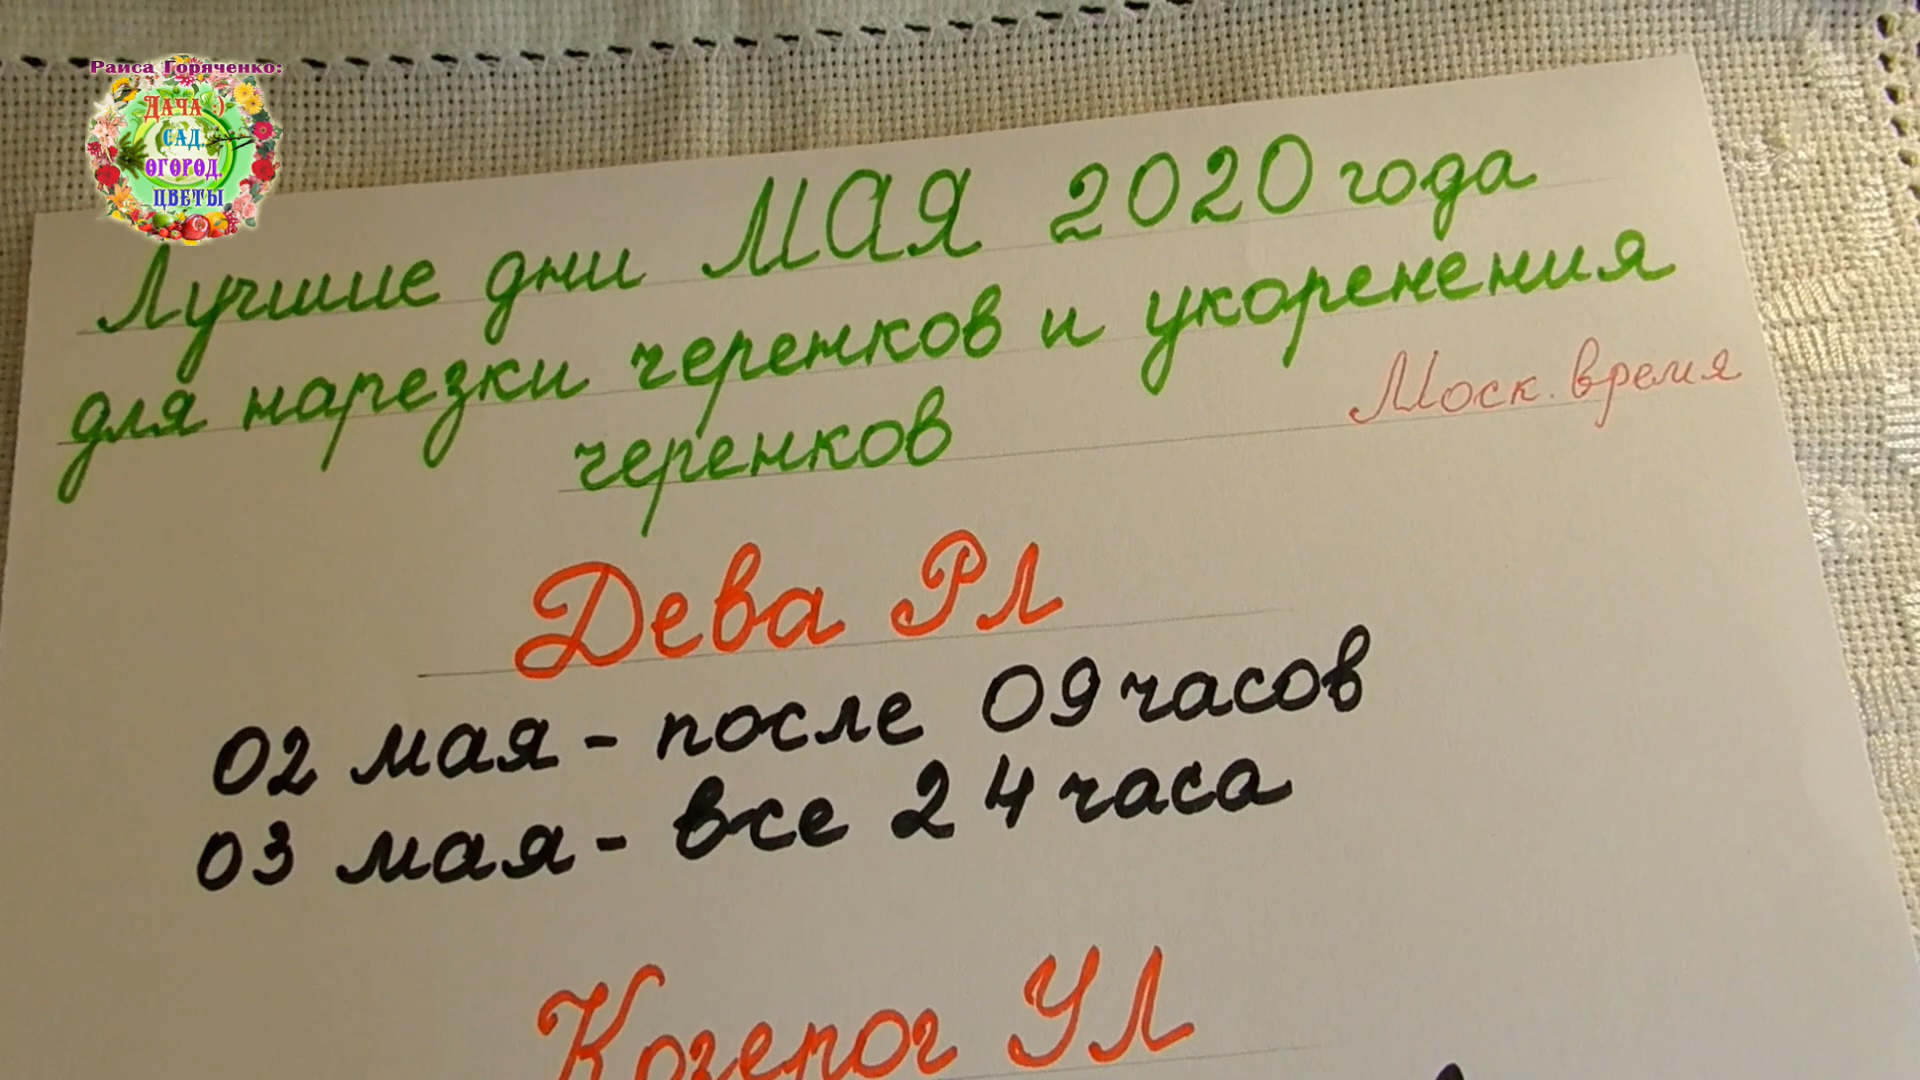 Раиса Горяченко:
Дача :)
сад,
огород,
цветы
Лучшие дни МАЯ 2020 года
для нарезки черенков и укоренения
Моск. время
черенков
Дева РЛ
02 мая - после 09 часов
03 мая - все 24 часа
Козерог УЛ